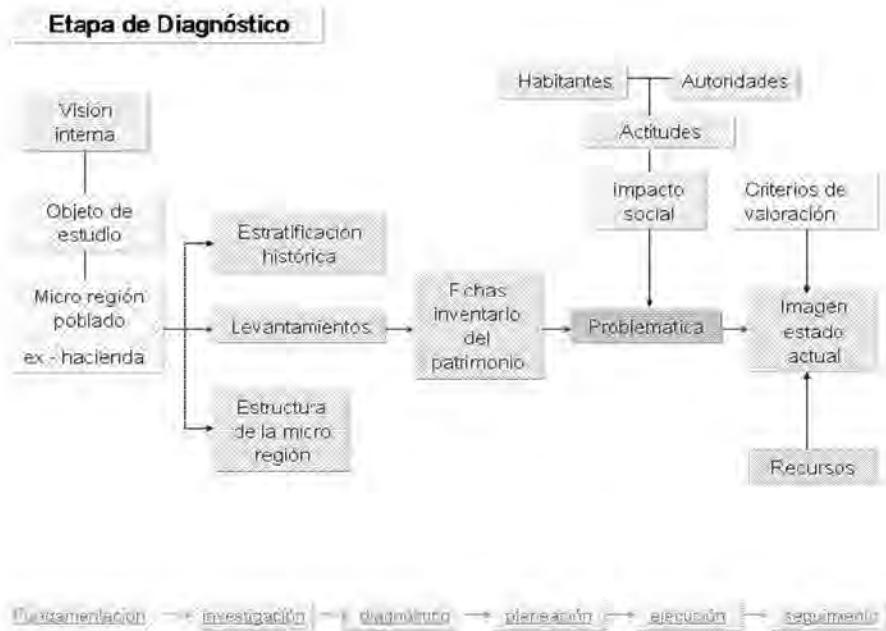 Etapa de Diagnóstico
Habitantes
Autoridades
Visión
interna
Actitudes
Objeto de
estudio
impacto
social
Criterios de
valoración
Estratificación
histórica
Micro región
poblado
ex - hacienda
Levantamientos
Fichas
inventario
del
patrimonio
Problemática
Imagen
estado
actual
Estructura
de la micro
región
Recursos
Fundamentación
investigación
diagnóstico
planeación
ejecución
seguimiento